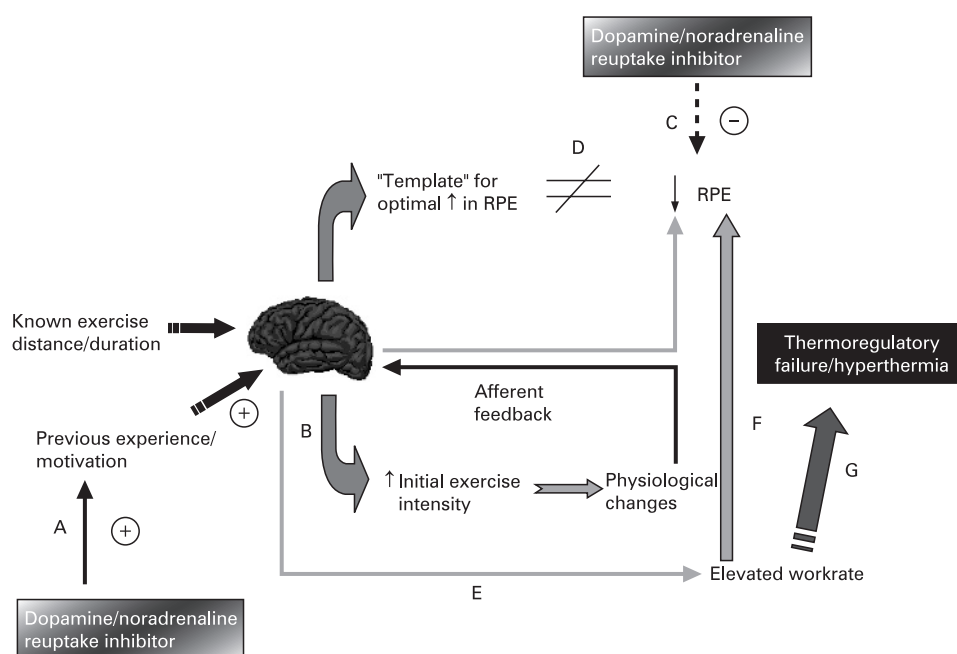 Dopamine/noradrenaline
reuptake inhibitor
C
−
D
"Template" for
optimal ↑ in RPE
↓ RPE
Known exercise
distance/duration
Thermoregulatory
failure/hyperthermia
Afferent
feedback
+
B
F
Previous experience/
motivation
G
↑ Initial exercise
intensity
Physiological
changes
A
+
Elevated workrate
E
Dopamine/noradrenaline
reuptake inhibitor